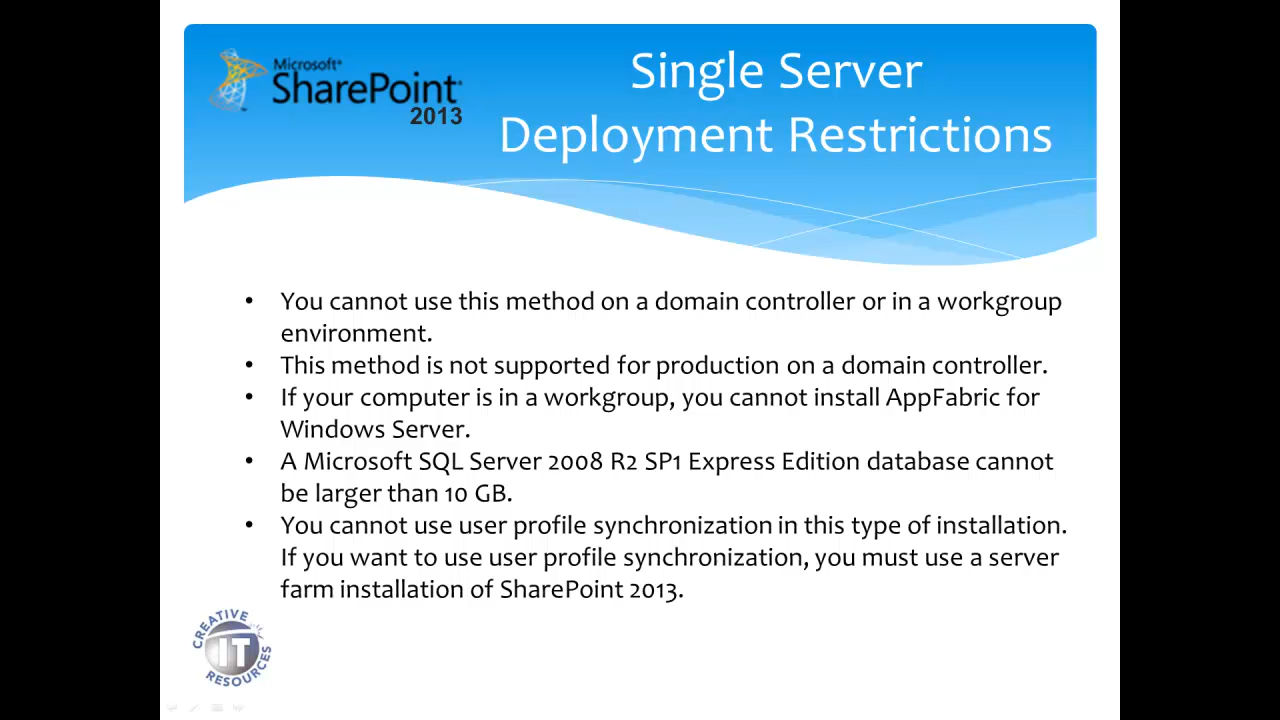 Microsoft®
SharePoint®
2013
Single Server
Deployment Restrictions
• You cannot use this method on a domain controller or in a workgroup
environment.
• This method is not supported for production on a domain controller.
• If your computer is in a workgroup, you cannot install AppFabric for
Windows Server.
• A Microsoft SQL Server 2008 R2 SP1 Express Edition database cannot
be larger than 10 GB.
• You cannot use user profile synchronization in this type of installation.
If you want to use user profile synchronization, you must use a server
farm installation of SharePoint 2013.
CREATIVE
IT
RESOURCES